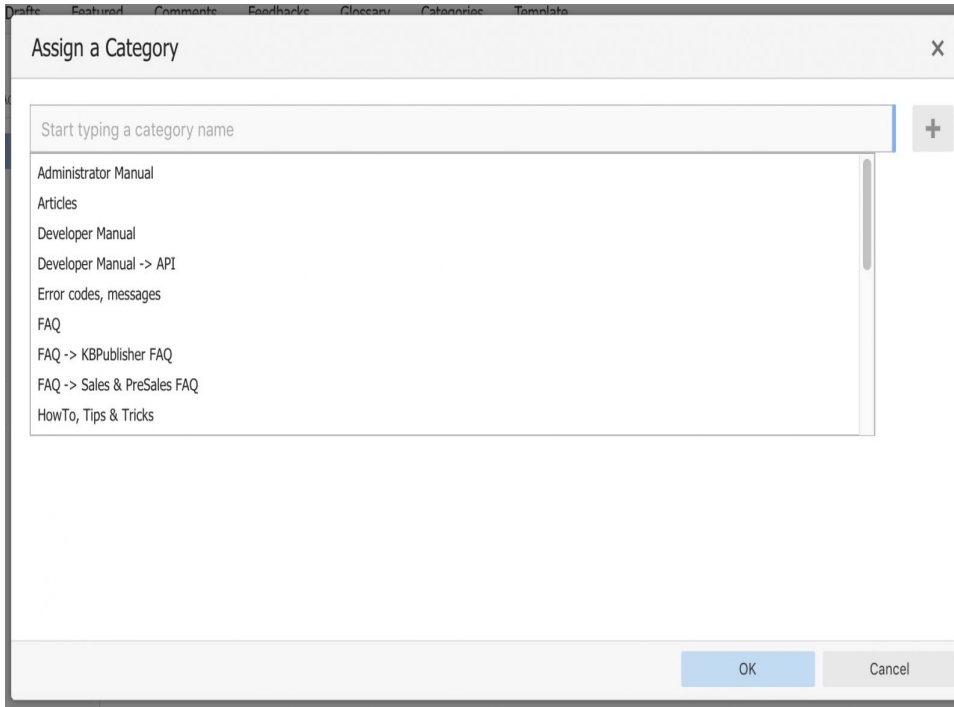 Drafts Featured Comments Feedbacks Glossary Categories Template
Assign a Category
Start typing a category name
Administrator Manual
Articles
Developer Manual
Developer Manual -> API
Error codes, messages
FAQ
FAQ -> KBPublisher FAQ
FAQ -> Sales & PreSales FAQ
HowTo, Tips & Tricks
OK Cancel